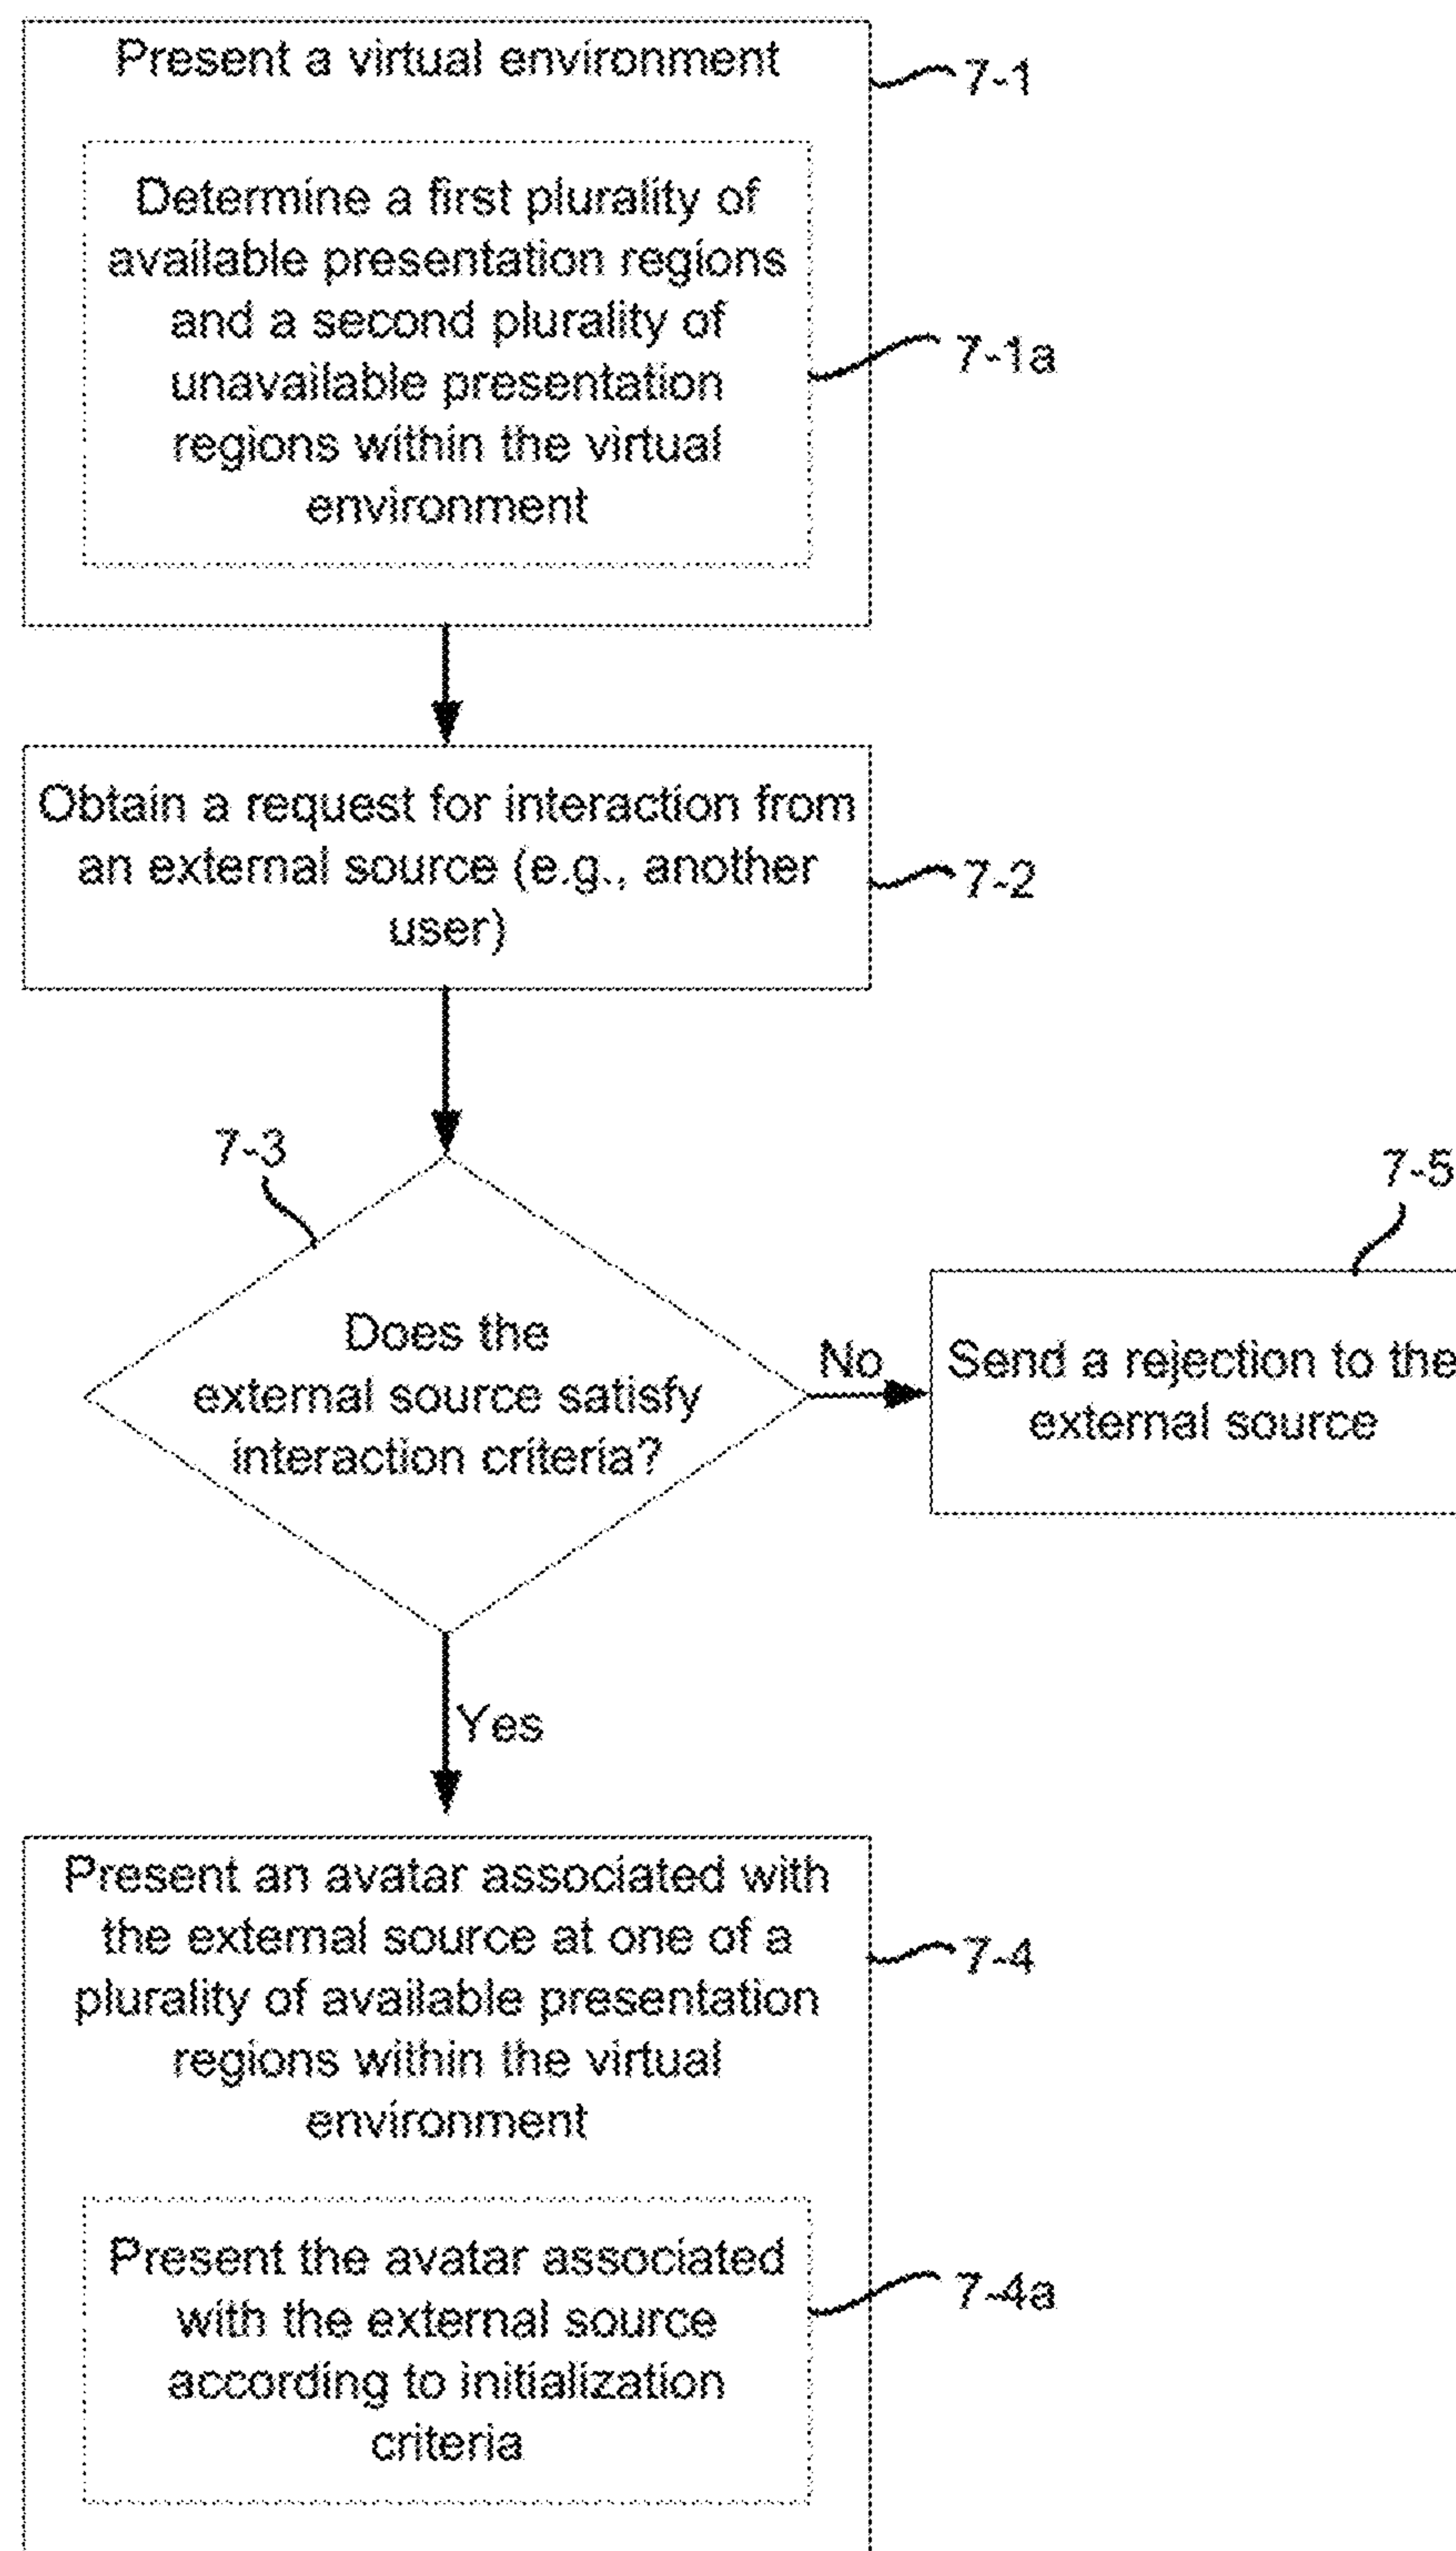 Present a virtual environment
7-1
Determine a first plurality of
available presentation regions
and a second plurality of
unavailable presentation
regions within the virtual
environment
7-1a
Obtain a request for interaction from
an external source (e.g., another
user)
7-2
7-3
Does the
external source satisfy
interaction criteria?
No
7-5
Send a rejection to the
external source
Yes
Present an avatar associated with
the external source at one of a
plurality of available presentation
regions within the virtual
environment
7-4
Present the avatar associated
with the external source
according to initialization
criteria
7-4a